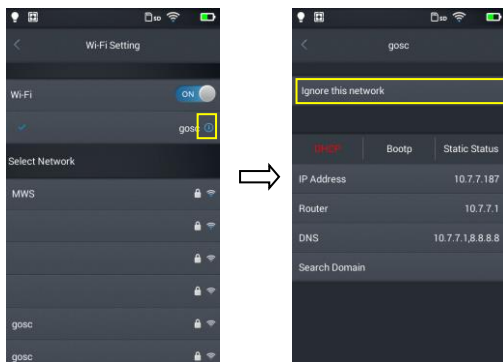 Wi-Fi Setting
Wi-Fi ON
gosc
Select Network
MWS
gosc
gosc
gosc
Ignore this network
DHCP Bootp Static Status
IP Address 10.7.7.187
Router 10.7.7.1
DNS 10.7.7.1,8.8.8.8
Search Domain